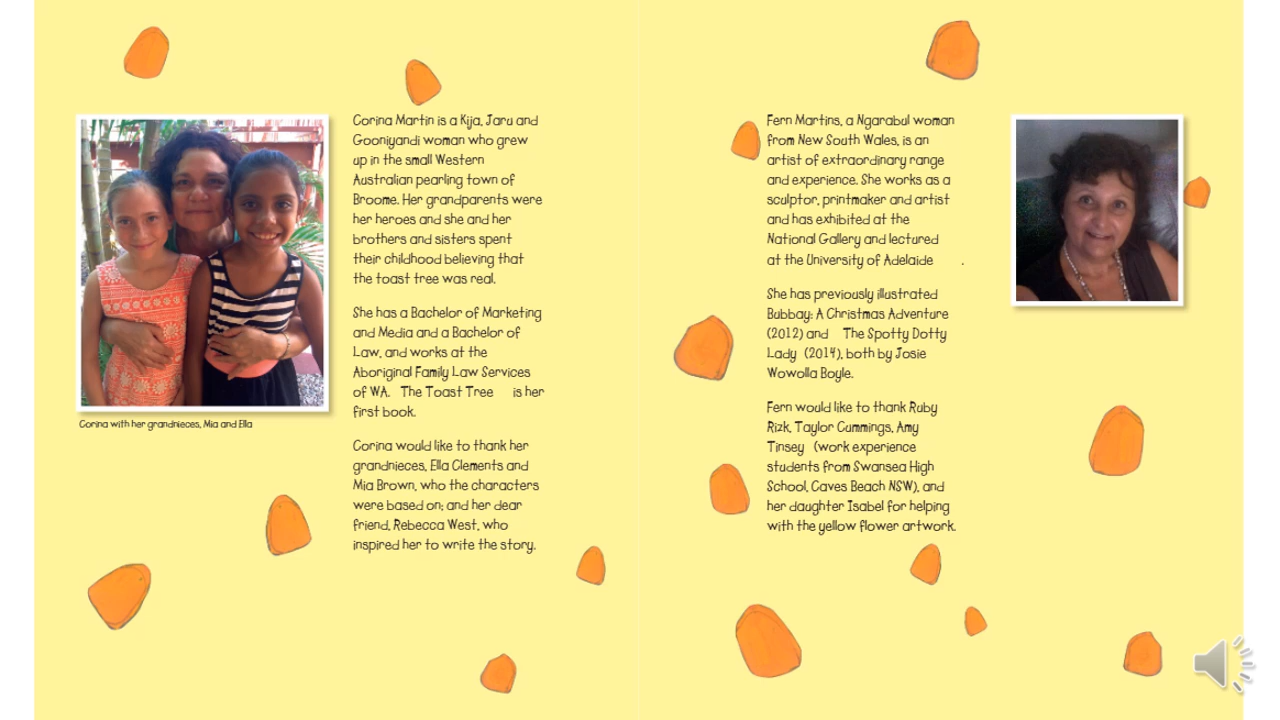 Corina Martin is a Kija, Jaru and
Gooniyandi woman who grew
up in the small Western
Australian pearling town of
Broome. Her grandparents were
her heroes and she and her
brothers and sisters spent
their childhood believing that
the toast tree was real.
She has a Bachelor of Marketing
and Media and a Bachelor of
Law, and works at the
Aboriginal Family Law Services
of WA. The Toast Tree is her
first book.
Corina would like to thank her
grandnieces, Ella Clements and
Mia Brown, who the characters
were based on; and her dear
friend, Rebecca West, who
inspired her to write the story.
Corina with her grandnieces, Mia and Ella
Fern Martins, a Ngarabul woman
from New South Wales, is an
artist of extraordinary range
and experience. She works as a
sculptor, printmaker and artist
and has exhibited at the
National Gallery and lectured
at the University of Adelaide .
She has previously illustrated
Bubbay: A Christmas Adventure
(2012) and The Spotty Dotty
Lady (2014), both by Josie
Wowolla Boyle.
Fern would like to thank Ruby
Rizk, Taylor Cummings, Amy
Tinsey (work experience
students from Swansea High
School, Caves Beach NSW), and
her daughter Isabel for helping
with the yellow flower artwork.